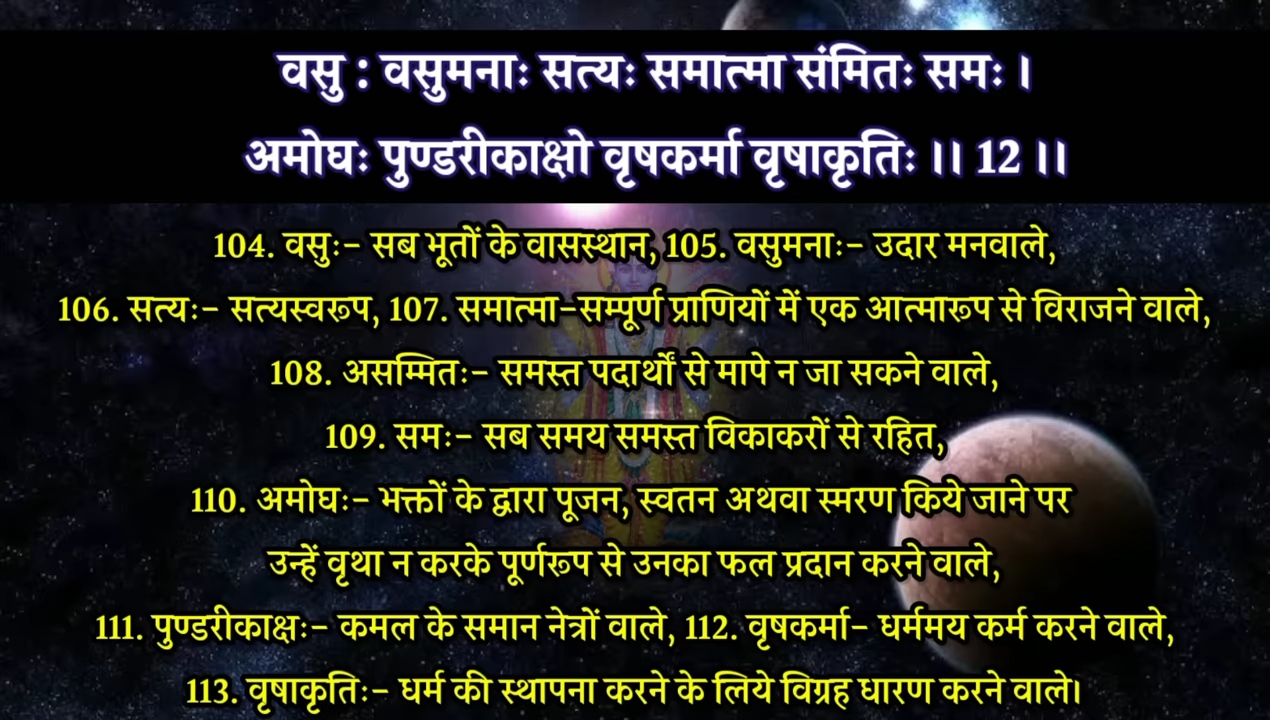 वसु : वसुमनाः सत्यः समात्मा संमितः समः ।
अमोघः पुण्डरीकाक्षो वृषकर्मा वृषाकृतिः ।। 12 ।।
104. वसुः- सब भूतों के वासस्थान, 105. वसुमनाः- उदार मनवाले,
106. सत्यः- सत्यस्वरूप, 107. समात्मा-सम्पूर्ण प्राणियों में एक आत्मारूप से विराजने वाले,
108. असम्मितः- समस्त पदार्थों से मापे न जा सकने वाले,
109. समः- सब समय समस्त विकाकरों से रहित,
110. अमोघः- भक्तों के द्वारा पूजन, स्वतन अथवा स्मरण किये जाने पर
उन्हें वृथा न करके पूर्णरूप से उनका फल प्रदान करने वाले,
111. पुण्डरीकाक्षः- कमल के समान नेत्रों वाले, 112. वृषकर्मा- धर्ममय कर्म करने वाले,
113. वृषाकृतिः- धर्म की स्थापना करने के लिये विग्रह धारण करने वाले।